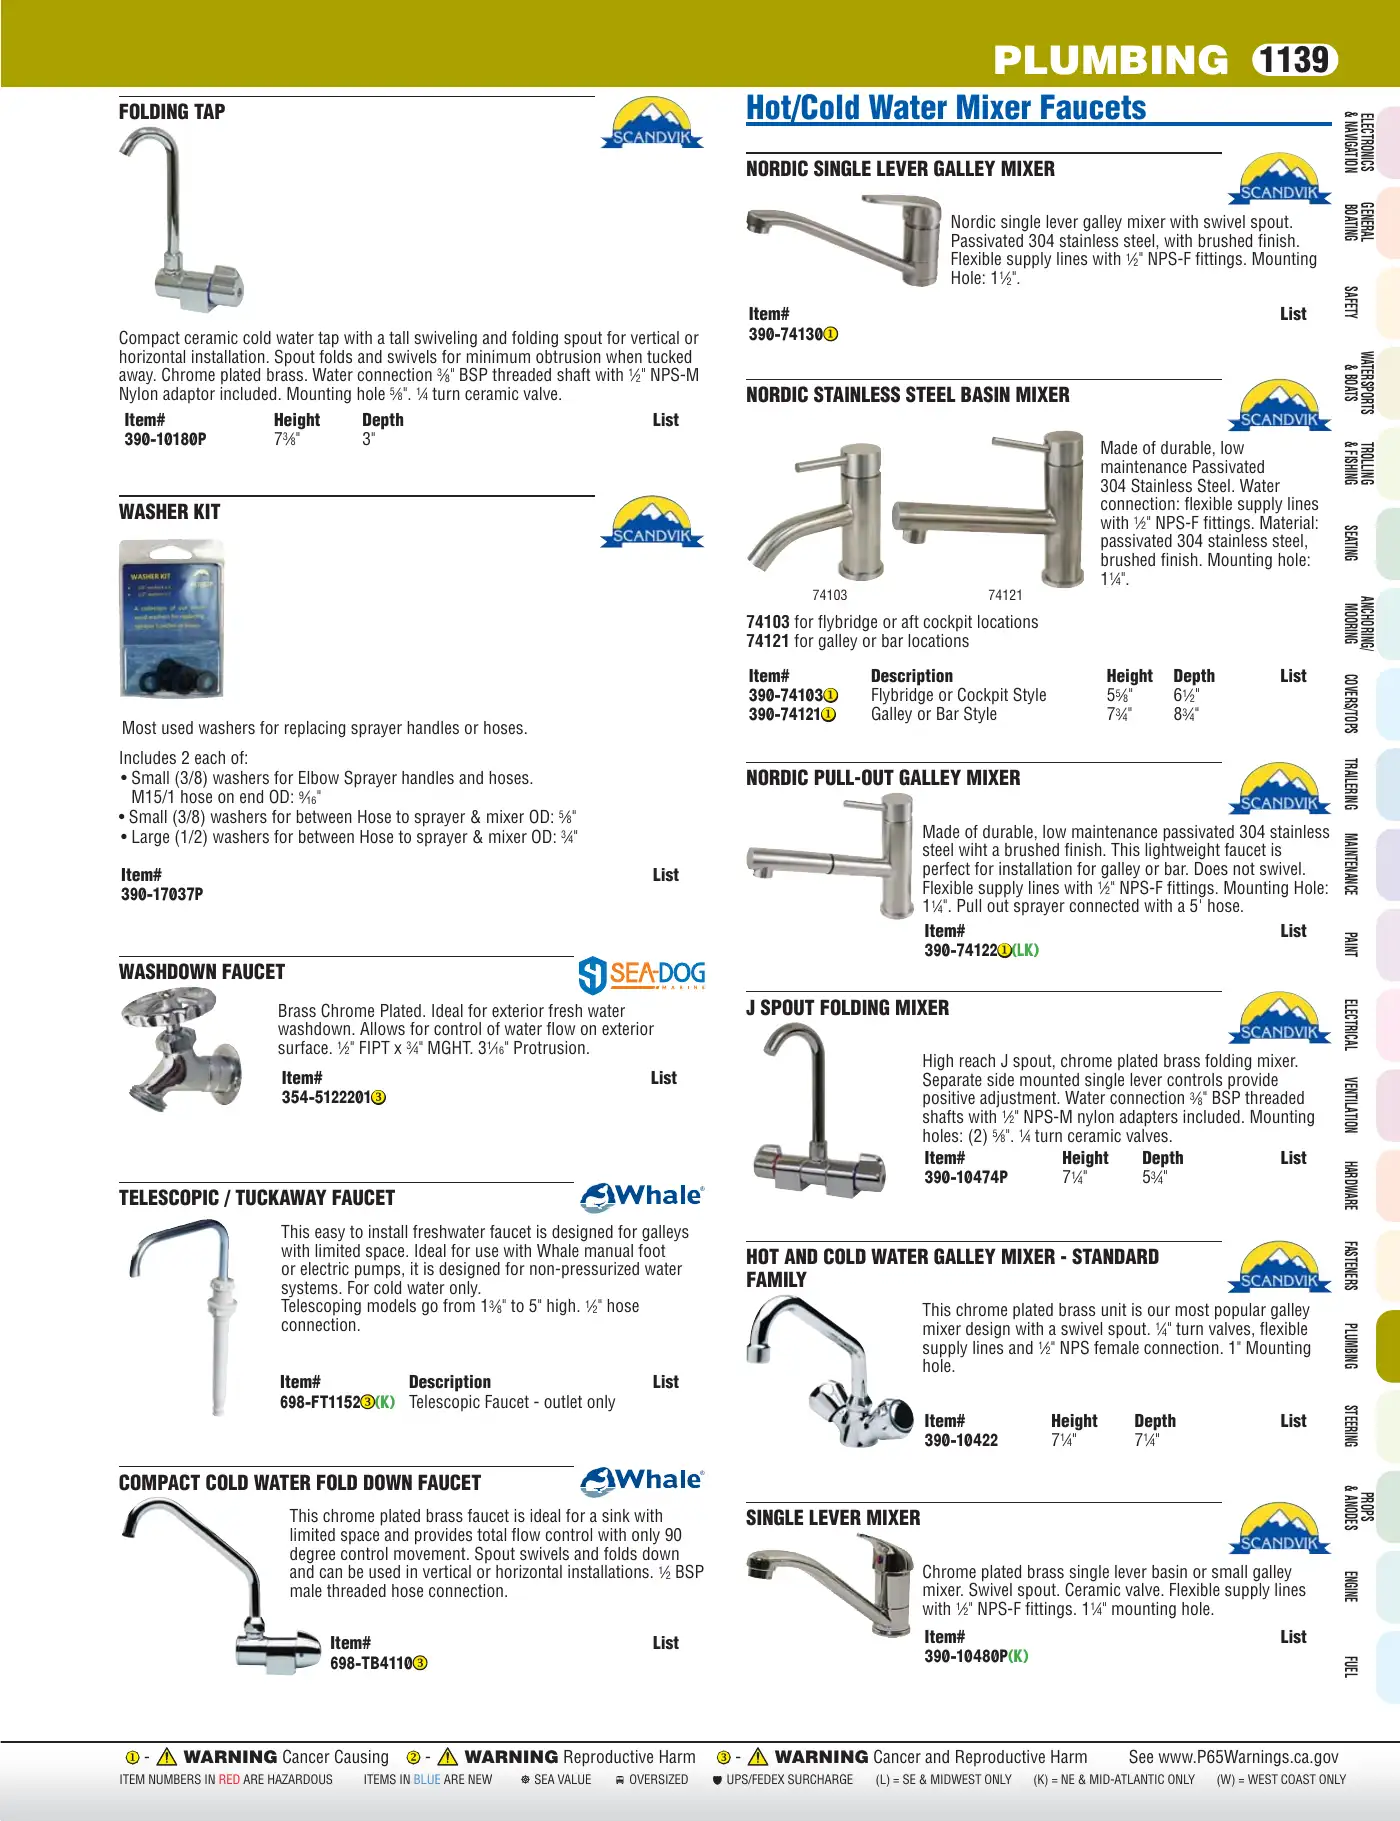 PLUMBING 1139
FOLDING TAP
SCANDVIK
Compact ceramic cold water tap with a tall swiveling and folding spout for vertical or
horizontal installation. Spout folds and swivels for minimum obtrusion when tucked
away. Chrome plated brass. Water connection ⅜" BSP threaded shaft with ½" NPS-M
Nylon adaptor included. Mounting hole ⅝". ¼ turn ceramic valve.
Item# Height Depth List
390-10180P 7⅜" 3"
WASHER KIT
SCANDVIK
WASHER KIT
Most used washers for replacing sprayer handles or hoses.
Includes 2 each of:
• Small (3/8) washers for Elbow Sprayer handles and hoses.
M15/1 hose on end OD: 9⁄16"
• Small (3/8) washers for between Hose to sprayer & mixer OD: ⅝"
• Large (1/2) washers for between Hose to sprayer & mixer OD: ¾"
Item# List
390-17037P
WASHDOWN FAUCET
SEA-DOG
MARINE
Brass Chrome Plated. Ideal for exterior fresh water
washdown. Allows for control of water flow on exterior
surface. ½" FIPT x ¾" MGHT. 31⁄16" Protrusion.
Item# List
354-5122201③
TELESCOPIC / TUCKAWAY FAUCET
Whale®
This easy to install freshwater faucet is designed for galleys
with limited space. Ideal for use with Whale manual foot
or electric pumps, it is designed for non-pressurized water
systems. For cold water only.
Telescoping models go from 1⅜" to 5" high. ½" hose
connection.
Item# Description List
698-FT1152③(K) Telescopic Faucet - outlet only
COMPACT COLD WATER FOLD DOWN FAUCET
Whale®
This chrome plated brass faucet is ideal for a sink with
limited space and provides total flow control with only 90
degree control movement. Spout swivels and folds down
and can be used in vertical or horizontal installations. ½ BSP
male threaded hose connection.
Item# List
698-TB4110③
Hot/Cold Water Mixer Faucets
NORDIC SINGLE LEVER GALLEY MIXER
SCANDVIK
Nordic single lever galley mixer with swivel spout.
Passivated 304 stainless steel, with brushed finish.
Flexible supply lines with ½" NPS-F fittings. Mounting
Hole: 1½".
Item# List
390-74130①
NORDIC STAINLESS STEEL BASIN MIXER
SCANDVIK
Made of durable, low
maintenance Passivated
304 Stainless Steel. Water
connection: flexible supply lines
with ½" NPS-F fittings. Material:
passivated 304 stainless steel,
brushed finish. Mounting hole:
1¼".
74103 74121
74103 for flybridge or aft cockpit locations
74121 for galley or bar locations
Item# Description Height Depth List
390-74103① Flybridge or Cockpit Style 5⅝" 6½"
390-74121① Galley or Bar Style 7¾" 8¾"
NORDIC PULL-OUT GALLEY MIXER
SCANDVIK
Made of durable, low maintenance passivated 304 stainless
steel wiht a brushed finish. This lightweight faucet is
perfect for installation for galley or bar. Does not swivel.
Flexible supply lines with ½" NPS-F fittings. Mounting Hole:
1¼". Pull out sprayer connected with a 5' hose.
Item# List
390-74122①(LK)
J SPOUT FOLDING MIXER
SCANDVIK
High reach J spout, chrome plated brass folding mixer.
Separate side mounted single lever controls provide
positive adjustment. Water connection ⅜" BSP threaded
shafts with ½" NPS-M nylon adapters included. Mounting
holes: (2) ⅝". ¼ turn ceramic valves.
Item# Height Depth List
390-10474P 7¼" 5¾"
HOT AND COLD WATER GALLEY MIXER - STANDARD
FAMILY
SCANDVIK
This chrome plated brass unit is our most popular galley
mixer design with a swivel spout. ¼" turn valves, flexible
supply lines and ½" NPS female connection. 1" Mounting
hole.
Item# Height Depth List
390-10422 7¼" 7¼"
SINGLE LEVER MIXER
SCANDVIK
Chrome plated brass single lever basin or small galley
mixer. Swivel spout. Ceramic valve. Flexible supply lines
with ½" NPS-F fittings. 1¼" mounting hole.
Item# List
390-10480P(K)
ELECTRONICS
& NAVIGATION
GENERAL
BOATING
SAFETY
WATERSPORTS
& BOATS
TROLLING
& FISHING
SEATING
ANCHORING/
MOORING
COVERS/TOPS
TRAILERING
MAINTENANCE
PAINT
ELECTRICAL
VENTILATION
HARDWARE
FASTENERS
PLUMBING
STEERING
PROPS
& ANODES
ENGINE
FUEL
① - WARNING Cancer Causing ② - WARNING Reproductive Harm ③ - WARNING Cancer and Reproductive Harm See www.P65Warnings.ca.gov
ITEM NUMBERS IN RED ARE HAZARDOUS ITEMS IN BLUE ARE NEW SEA VALUE OVERSIZED UPS/FEDEX SURCHARGE (L) = SE & MIDWEST ONLY (K) = NE & MID-ATLANTIC ONLY (W) = WEST COAST ONLY